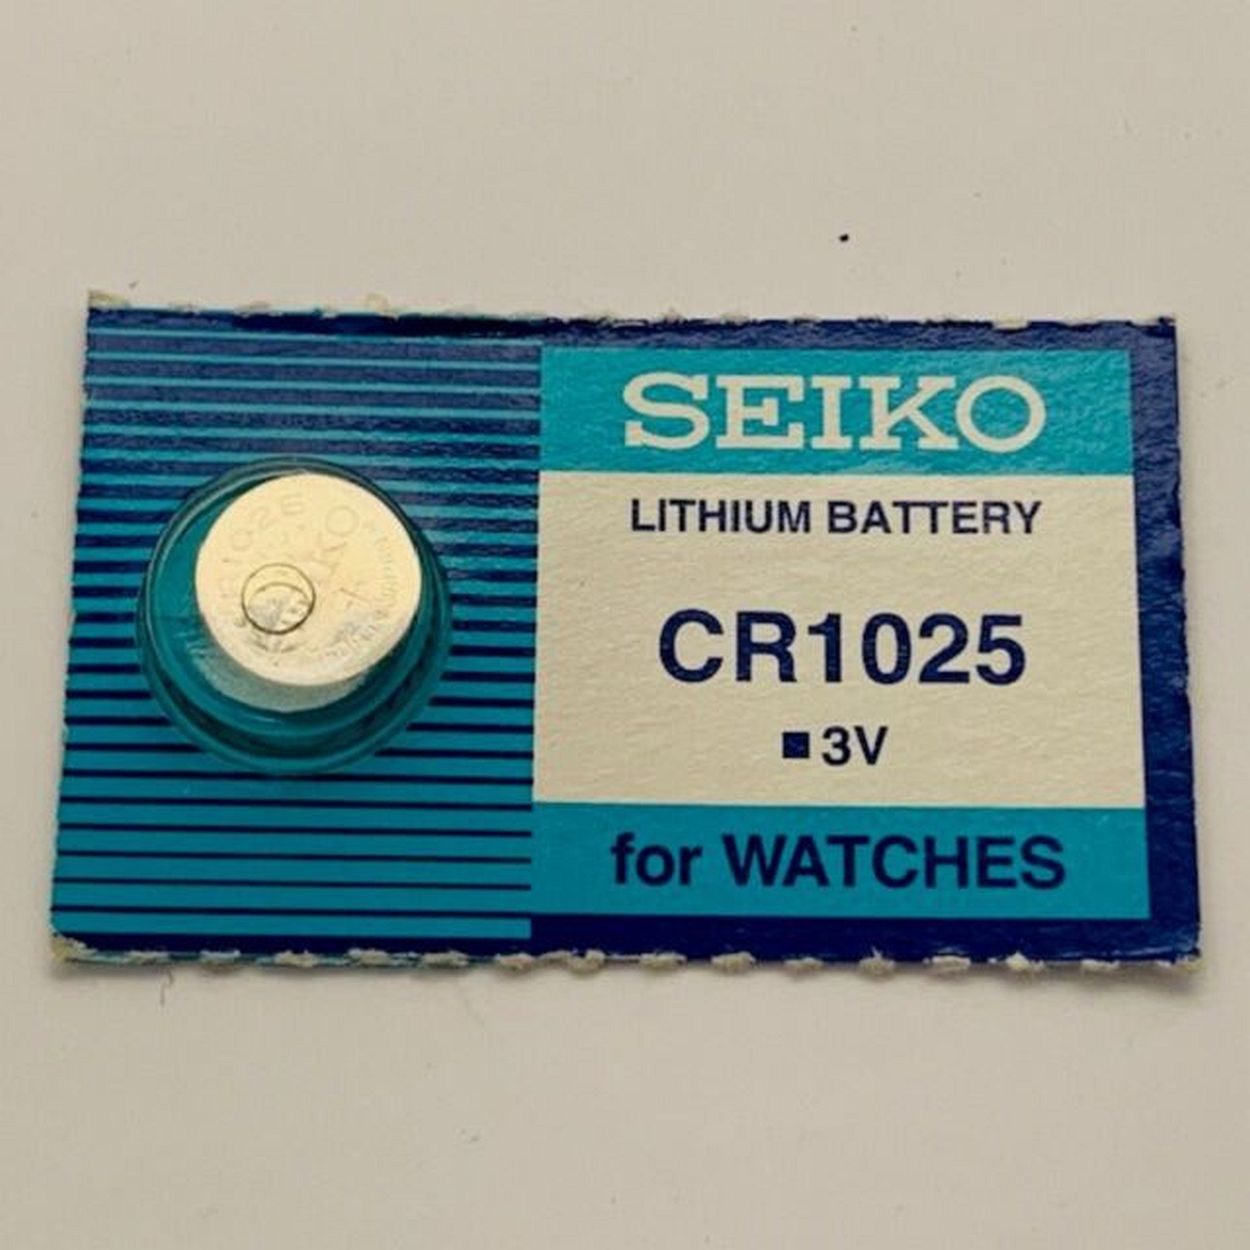 SEIKO
LITHIUM BATTERY
CR1025
■3V
for WATCHES